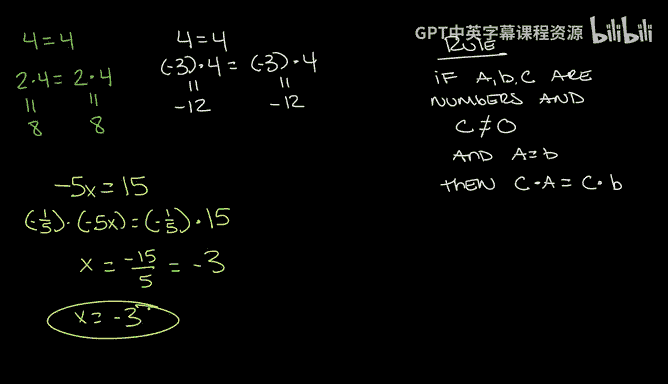 GPT中英字幕课程资源 bilibili
4=4
2·4=2·4
= =
8 8
4=4
(-3)·4 = (-3)·4
= =
-12 -12
-5x=15
(-1/5)·(-5x)=(-1/5)·15
x = -15/5 = -3
x = -3
RULE
IF A, b, C ARE
NUMBERS AND
C≠0
AND A=b
THEN C·A = C·b